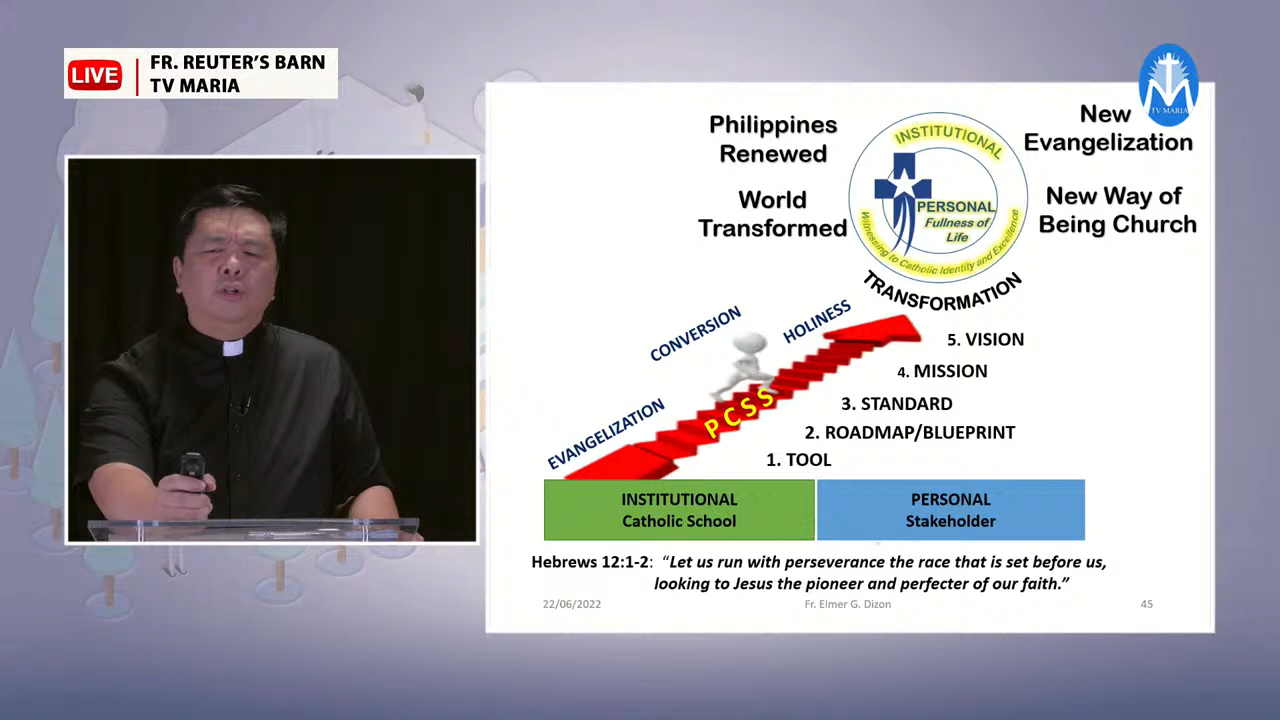 LIVE
FR. REUTER'S BARN
TV MARIA
TV MARIA
Philippines
Renewed
World
Transformed
New
Evangelization
New Way of
Being Church
INSTITUTIONAL
PERSONAL
Fullness of
Life
Witnessing to Catholic Identity and Excellence
TRANSFORMATION
EVANGELIZATION
CONVERSION
HOLINESS
PCSS
5. VISION
4. MISSION
3. STANDARD
2. ROADMAP/BLUEPRINT
1. TOOL
INSTITUTIONAL
Catholic School
PERSONAL
Stakeholder
Hebrews 12:1-2: “Let us run with perseverance the race that is set before us,
looking to Jesus the pioneer and perfecter of our faith.”
22/06/2022
Fr. Elmer G. Dizon
45